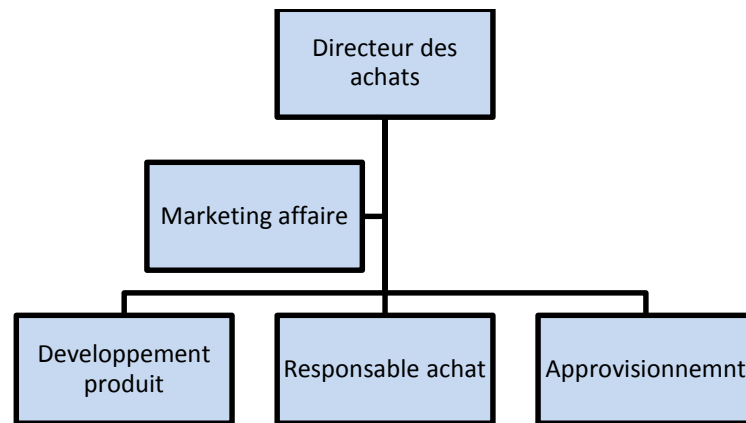 Directeur des
achats
Marketing affaire
Developpement
produit
Responsable achat
Approvisionnemnt